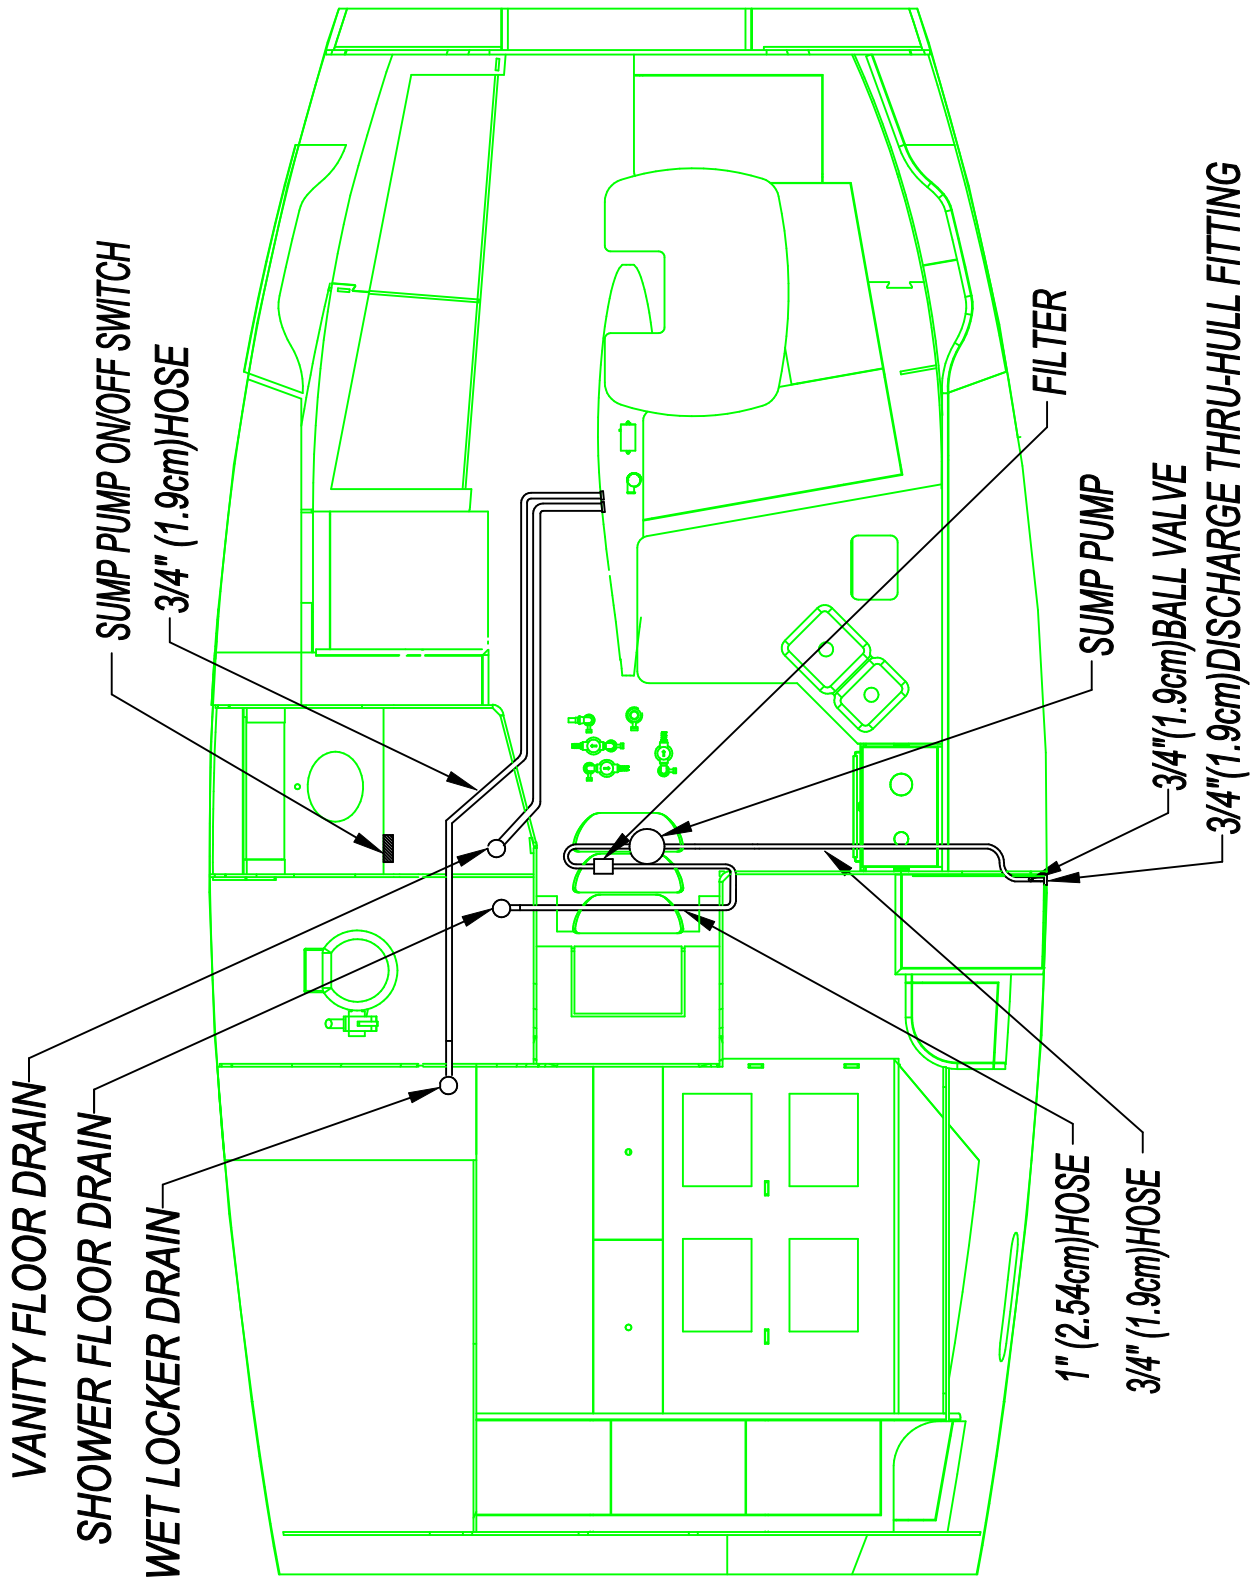 VANITY FLOOR DRAIN
SHOWER FLOOR DRAIN
WET LOCKER DRAIN
SUMP PUMP ON/OFF SWITCH
3/4" (1.9cm)HOSE
FILTER
SUMP PUMP
3/4"(1.9cm)BALL VALVE
3/4"(1.9cm)DISCHARGE THRU-HULL FITTING
1" (2.54cm)HOSE
3/4" (1.9cm)HOSE